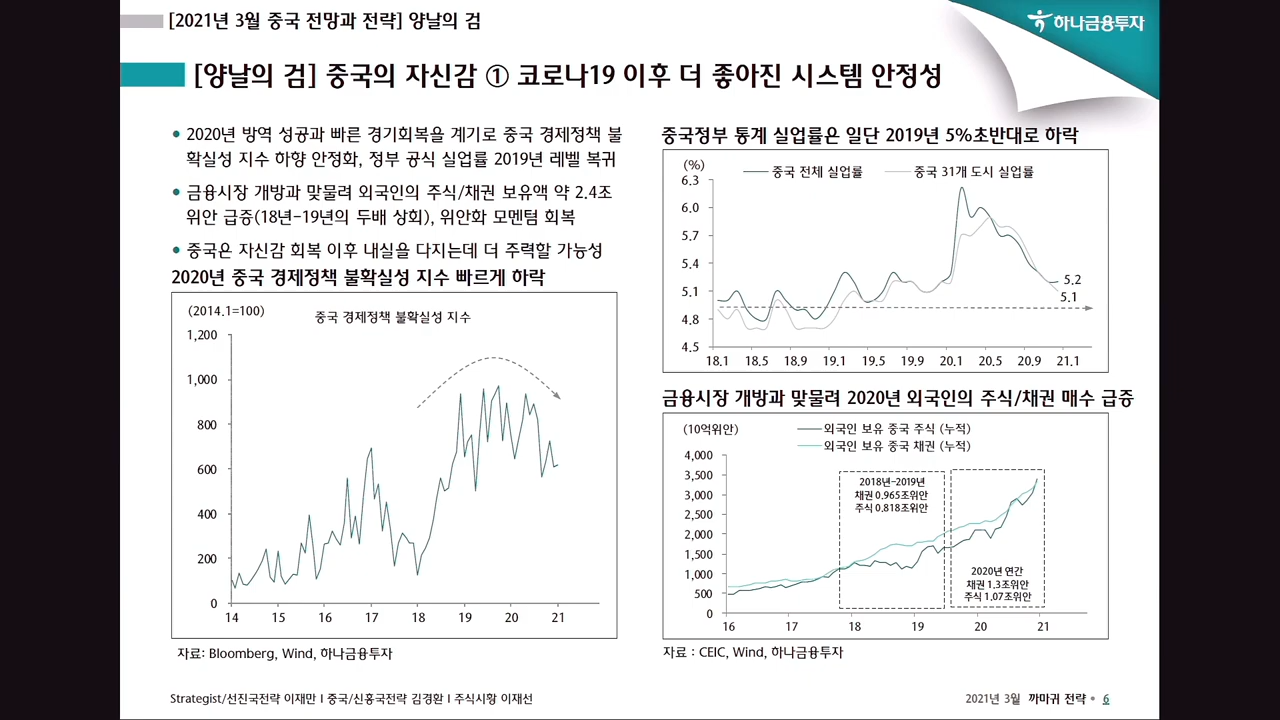 [2021년 3월 중국 전망과 전략] 양날의 검
하나금융투자
[양날의 검] 중국의 자신감 ① 코로나19 이후 더 좋아진 시스템 안정성
• 2020년 방역 성공과 빠른 경기회복을 계기로 중국 경제정책 불
확실성 지수 하향 안정화, 정부 공식 실업률 2019년 레벨 복귀
• 금융시장 개방과 맞물려 외국인의 주식/채권 보유액 약 2.4조
위안 급증(18년-19년의 두배 상회), 위안화 모멘텀 회복
• 중국은 자신감 회복 이후 내실을 다지는데 더 주력할 가능성
2020년 중국 경제정책 불확실성 지수 빠르게 하락
(2014.1=100)
중국 경제정책 불확실성 지수
1,200
1,000
800
600
400
200
0
14 15 16 17 18 19 20 21
자료: Bloomberg, Wind, 하나금융투자
중국정부 통계 실업률은 일단 2019년 5%초반대로 하락
(%)
중국 전체 실업률 중국 31개 도시 실업률
6.3
6.0
5.7
5.4
5.1
4.8
4.5
5.2
5.1
18.1 18.5 18.9 19.1 19.5 19.9 20.1 20.5 20.9 21.1
금융시장 개방과 맞물려 2020년 외국인의 주식/채권 매수 급증
(10억위안)
외국인 보유 중국 주식 (누적)
외국인 보유 중국 채권 (누적)
4,000
3,500
3,000
2,500
2,000
1,500
1,000
500
0
2018년-2019년
채권 0.965조위안
주식 0.818조위안
2020년 연간
채권 1.3조위안
주식 1.07조위안
16 17 18 19 20 21
자료 : CEIC, Wind, 하나금융투자
Strategist/선진국전략 이재만 l 중국/신흥국전략 김경환 l 주식시황 이재선
2021년 3월 까마귀 전략 • 6